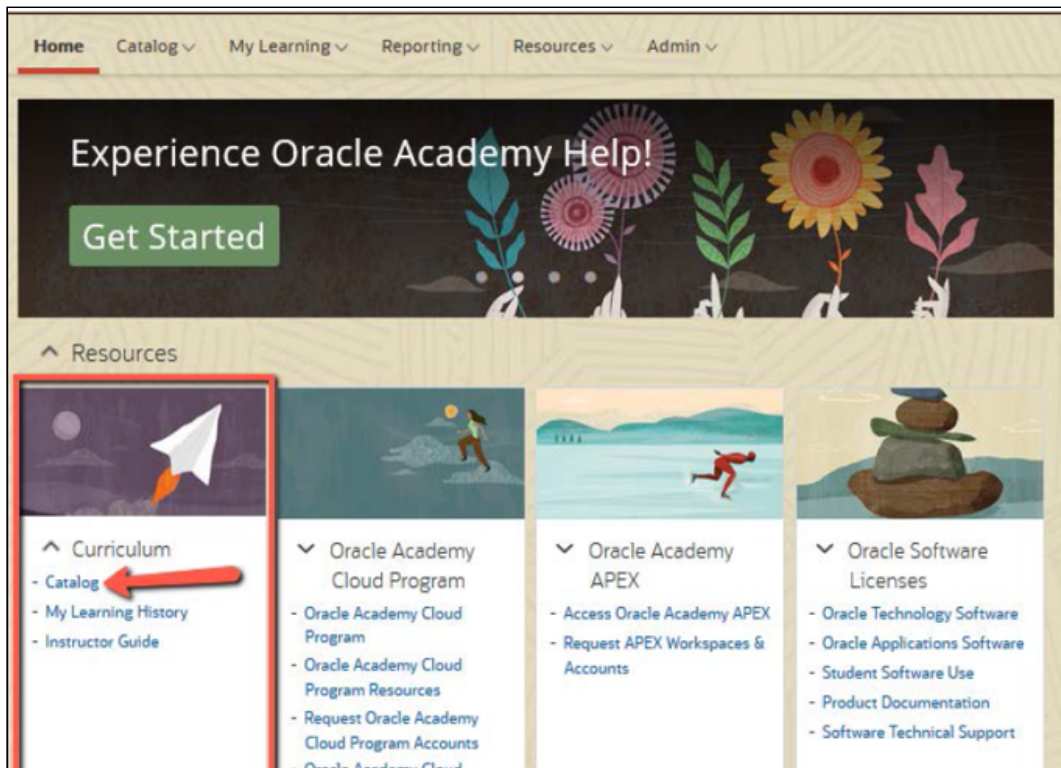 Home Catalog My Learning Reporting Resources Admin
Experience Oracle Academy Help!
Get Started
Resources
Curriculum
- Catalog
- My Learning History
- Instructor Guide
Oracle Academy
Cloud Program
- Oracle Academy Cloud
Program
- Oracle Academy Cloud
Program Resources
- Request Oracle Academy
Cloud Program Accounts
- Oracle Academy Cloud
Oracle Academy
APEX
- Access Oracle Academy APEX
- Request APEX Workspaces &
Accounts
Oracle Software
Licenses
- Oracle Technology Software
- Oracle Applications Software
- Student Software Use
- Product Documentation
- Software Technical Support